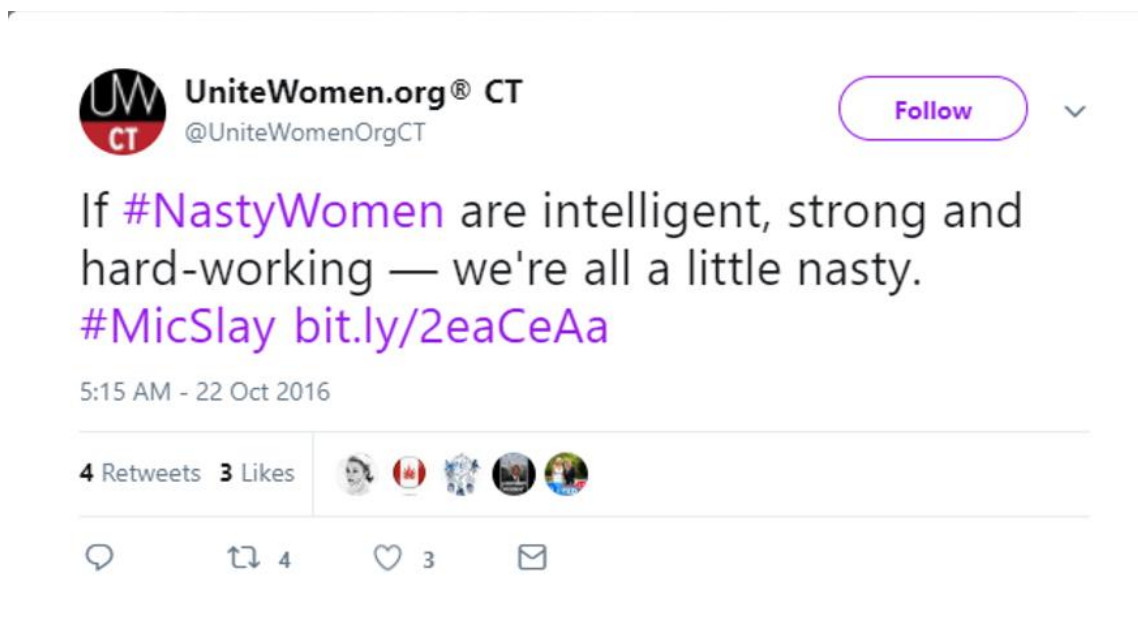 UW
CT
UniteWomen.org® CT
@UniteWomenOrgCT
Follow
If #NastyWomen are intelligent, strong and
hard-working — we're all a little nasty.
#MicSlay bit.ly/2eaCeAa
5:15 AM - 22 Oct 2016
4 Retweets 3 Likes
4 3